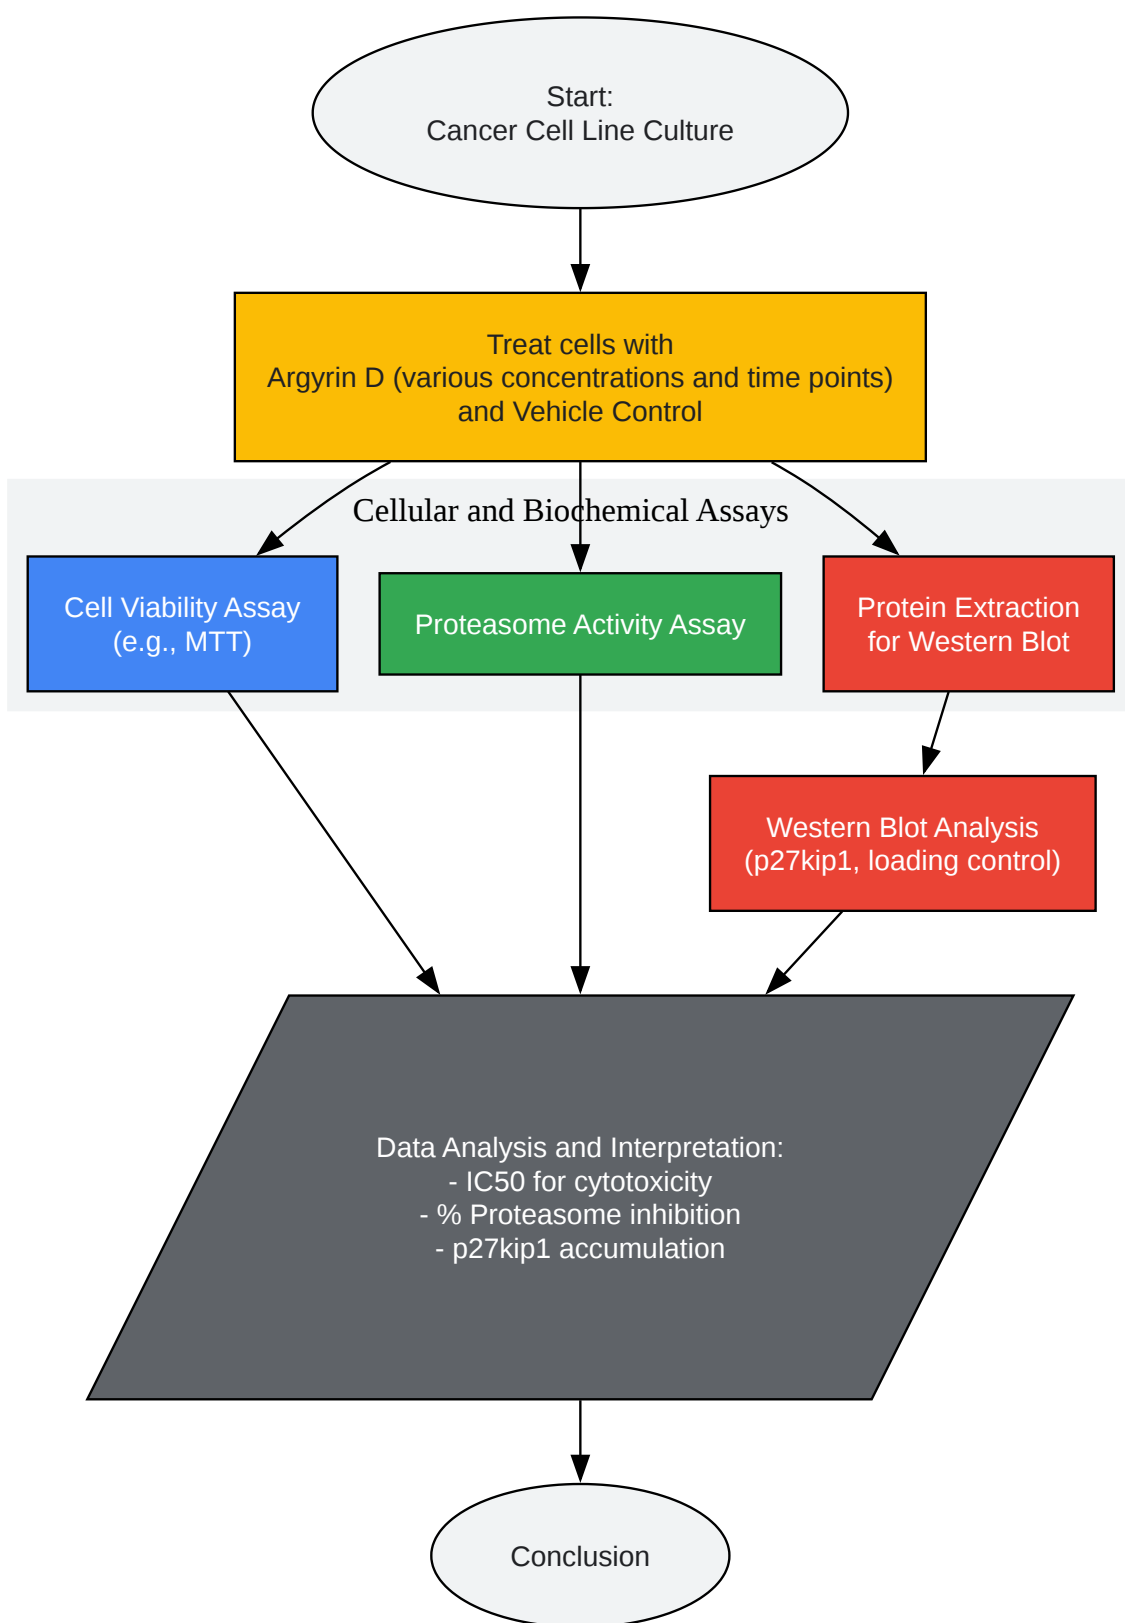 Start:
Cancer Cell Line Culture
Treat cells with
Argyrin D (various concentrations and time points)
and Vehicle Control
Cellular and Biochemical Assays
Cell Viability Assay
(e.g., MTT)
Proteasome Activity Assay
Protein Extraction
for Western Blot
Western Blot Analysis
(p27kip1, loading control)
Data Analysis and Interpretation:
- IC50 for cytotoxicity
- % Proteasome inhibition
- p27kip1 accumulation
Conclusion